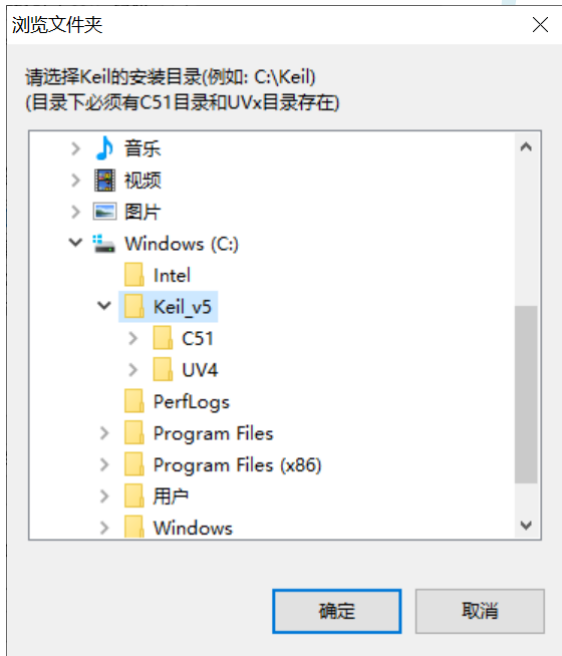 浏览文件夹
请选择Keil的安装目录(例如: C:\Keil)
(目录下必须有C51目录和UVx目录存在)
音乐
视频
图片
Windows (C:)
Intel
Keil_v5
C51
UV4
PerfLogs
Program Files
Program Files (x86)
用户
Windows
确定
取消